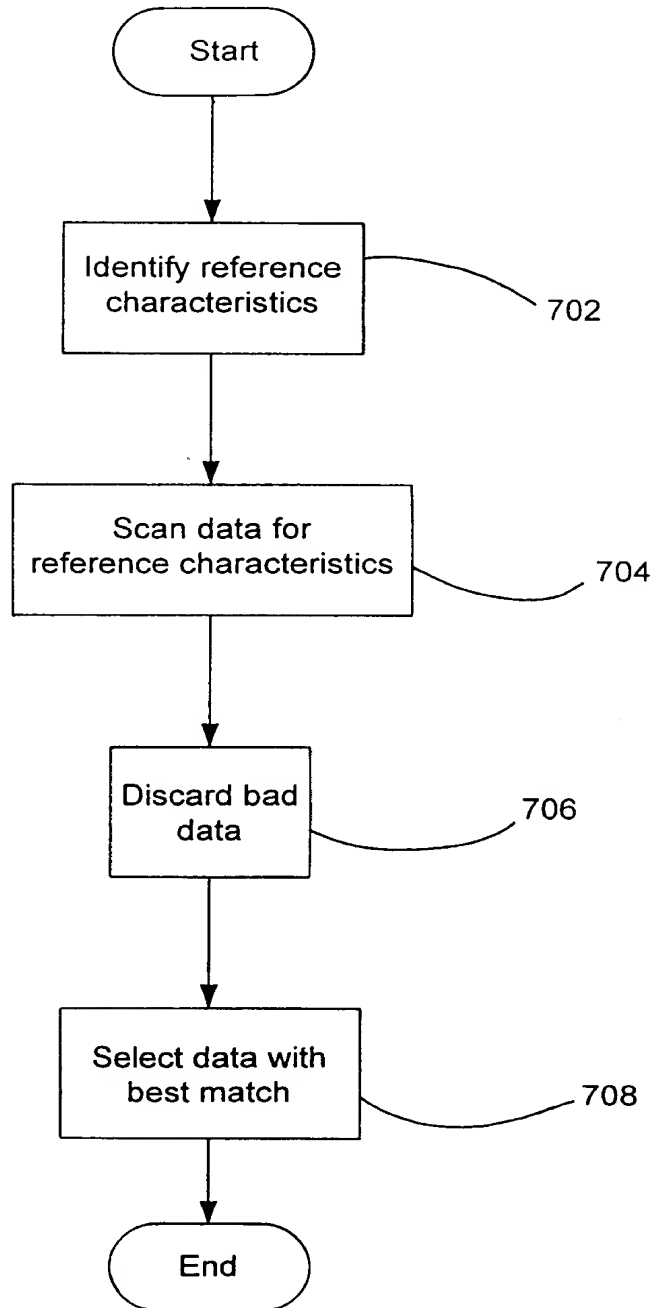 Start
Identify reference
characteristics
702
Scan data for
reference characteristics
704
Discard bad
data
706
Select data with
best match
708
End